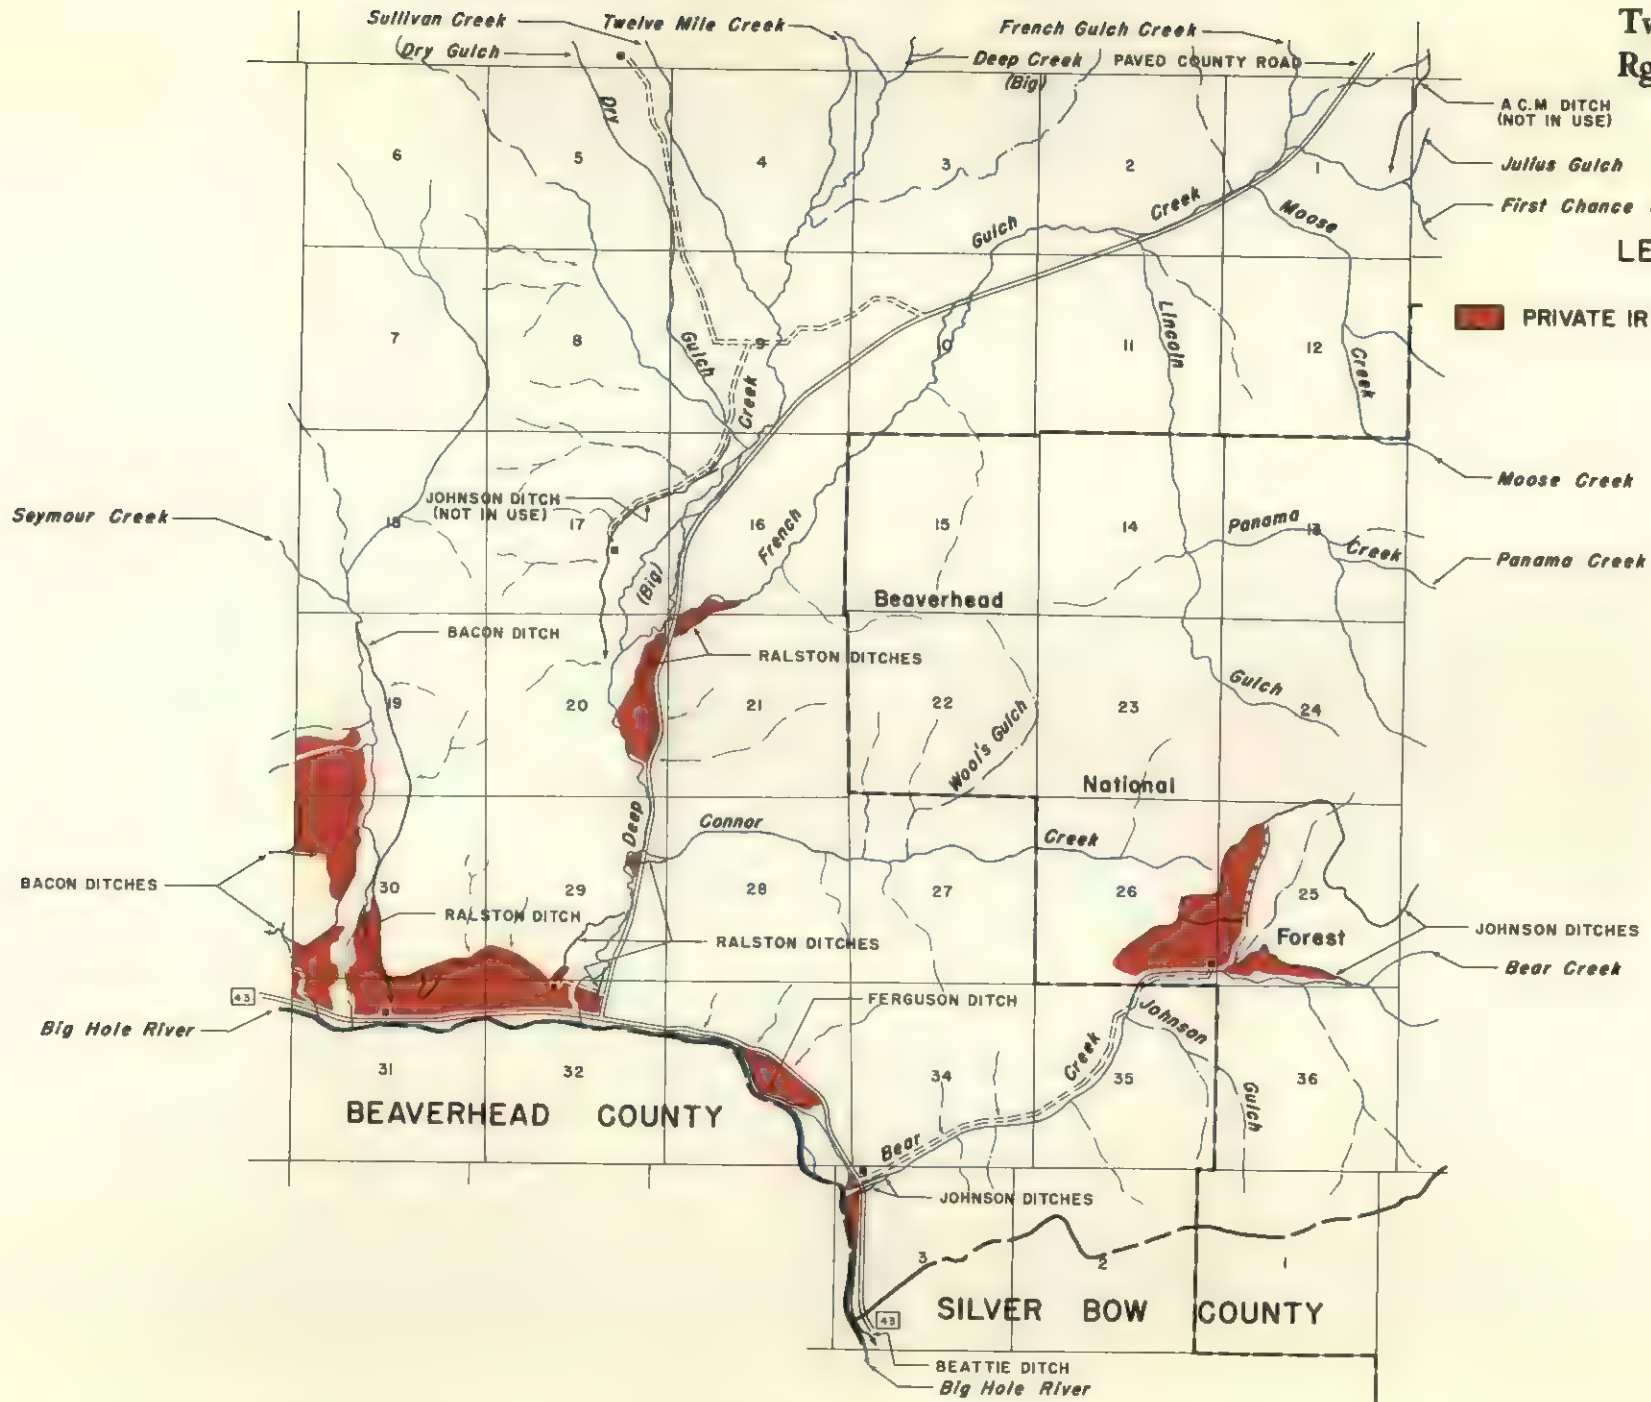 Sullivan Creek
Twelve Mile Creek
French Gulch Creek
Dry Gulch
Deep Creek
(Big)
PAVED COUNTY ROAD
A.C.M DITCH
(NOT IN USE)
Julius Gulch
First Chance
LE
PRIVATE IR
Tw
Rg
6
5
4
3
2
1
Dry
Gulch
Creek
Moose
7
8
9
10
11
12
Gulch
Creek
Lincoln
Creek
Moose Creek
Seymour Creek
JOHNSON DITCH
(NOT IN USE)
18
17
16
15
14
13
French
Panama
Creek
Panama Creek
(Big)
Beaverhead
BACON DITCH
RALSTON DITCHES
19
20
21
22
23
24
Gulch
Wool's Gulch
National
Deep
Connor
Creek
BACON DITCHES
30
29
28
27
26
25
RALSTON DITCH
RALSTON DITCHES
Forest
JOHNSON DITCHES
Bear Creek
43
FERGUSON DITCH
Big Hole River
Johnson
Creek
31
32
34
35
36
Gulch
BEAVERHEAD COUNTY
Bear
JOHNSON DITCHES
3
2
1
SILVER BOW COUNTY
43
BEATTIE DITCH
Big Hole River